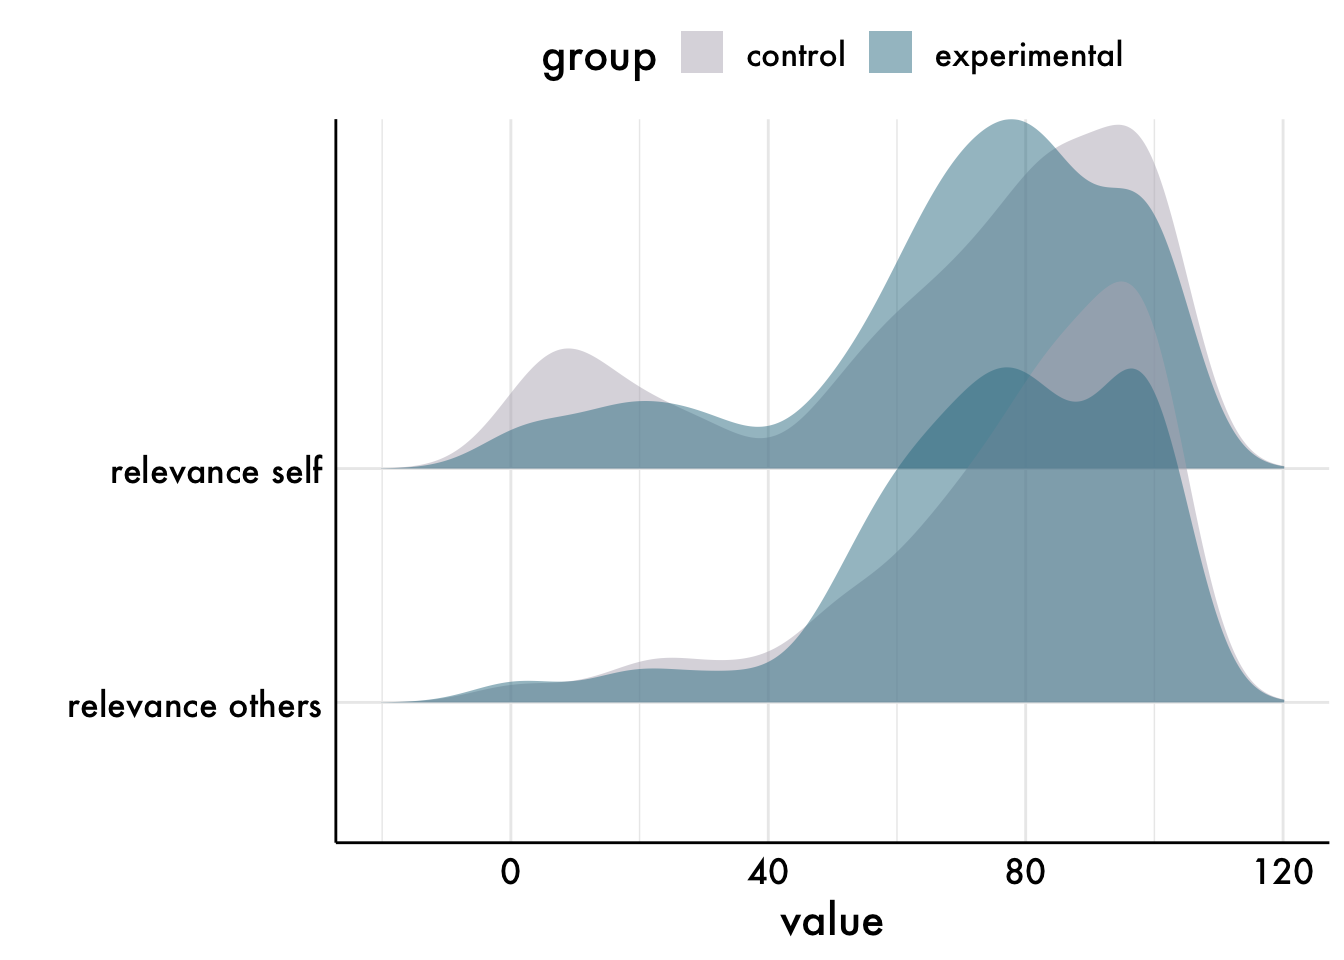 group control experimental
relevance self
relevance others
0 40 80 120
value